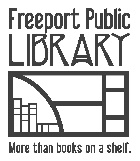 Freeport Public
LIBRARY
More than books on a shelf.